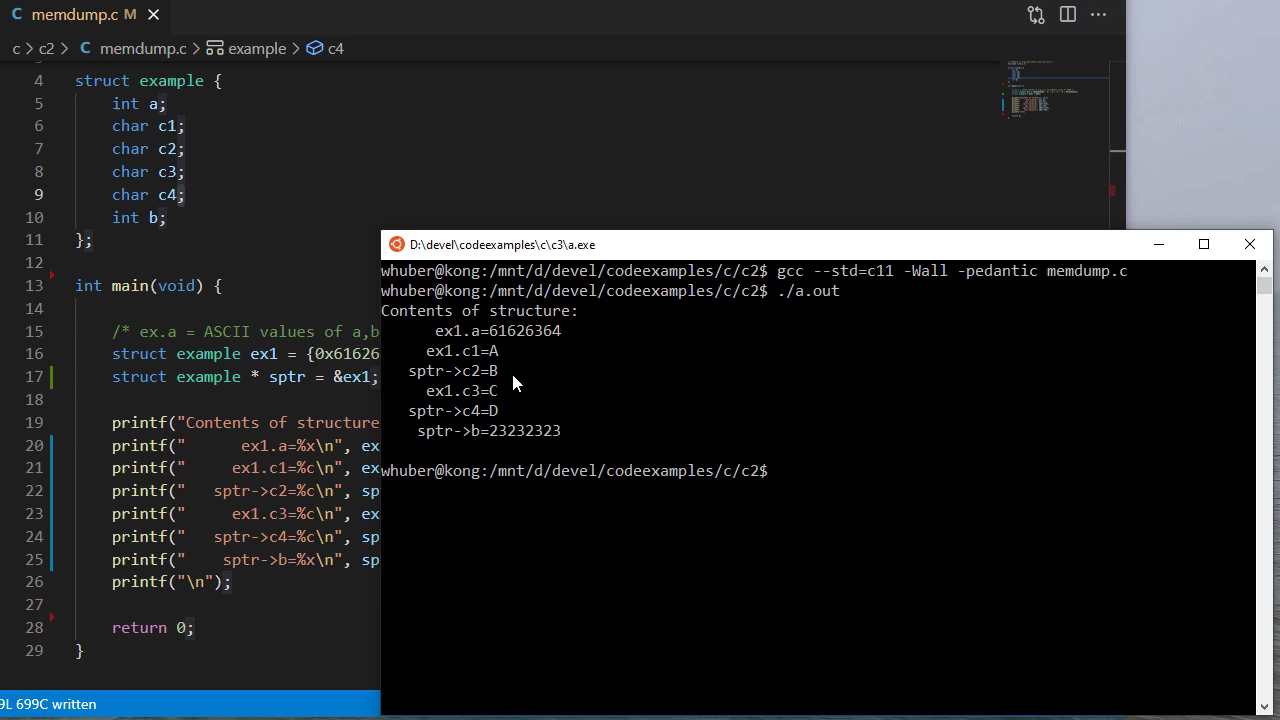 memdump.c M
c > c2 > C memdump.c > example > c4
4 struct example {
5 int a;
6 char c1;
7 char c2;
8 char c3;
9 char c4;
10 int b;
11 };
12
13 int main(void) {
14
15 /* ex.a = ASCII values of a,b
16 struct example ex1 = {0x61626
17 struct example * sptr = &ex1;
18
19 printf("Contents of structure
20 printf("      ex1.a=%x\n", ex
21 printf("     ex1.c1=%c\n", ex
22 printf("   sptr->c2=%c\n", sp
23 printf("     ex1.c3=%c\n", ex
24 printf("   sptr->c4=%c\n", sp
25 printf("    sptr->b=%x\n", sp
26 printf("\n");
27
28 return 0;
29 }
9L 699C written
D:\devel\codeexamples\c\c3\a.exe
whuber@kong:/mnt/d/devel/codeexamples/c/c2$ gcc --std=c11 -Wall -pedantic memdump.c
whuber@kong:/mnt/d/devel/codeexamples/c/c2$ ./a.out
Contents of structure:
ex1.a=61626364
ex1.c1=A
sptr->c2=B
ex1.c3=C
sptr->c4=D
sptr->b=23232323
whuber@kong:/mnt/d/devel/codeexamples/c/c2$